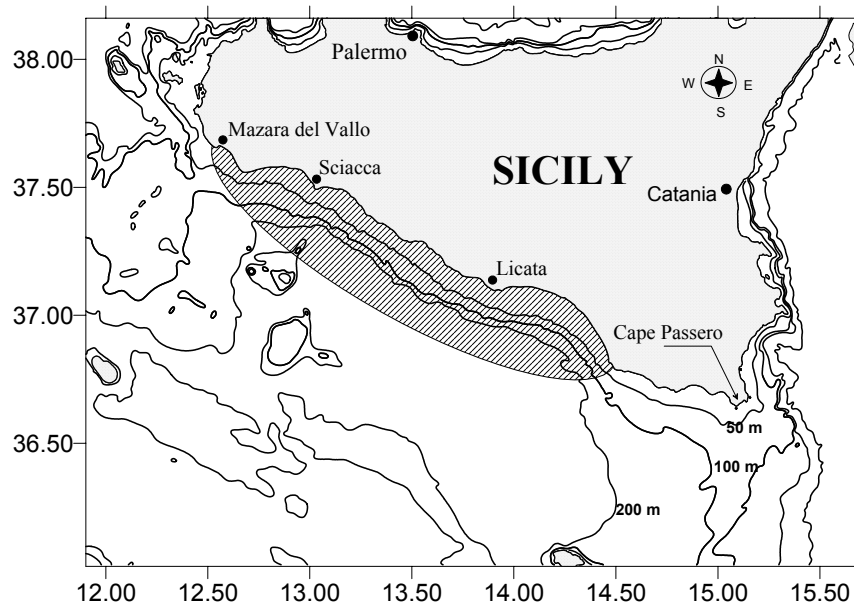 38.00
37.50
37.00
36.50
Palermo
N
W E
S
Mazara del Vallo
Sciacca
SICILY
Catania
Licata
Cape Passero
50 m
100 m
200 m
12.00 12.50 13.00 13.50 14.00 14.50 15.00 15.50